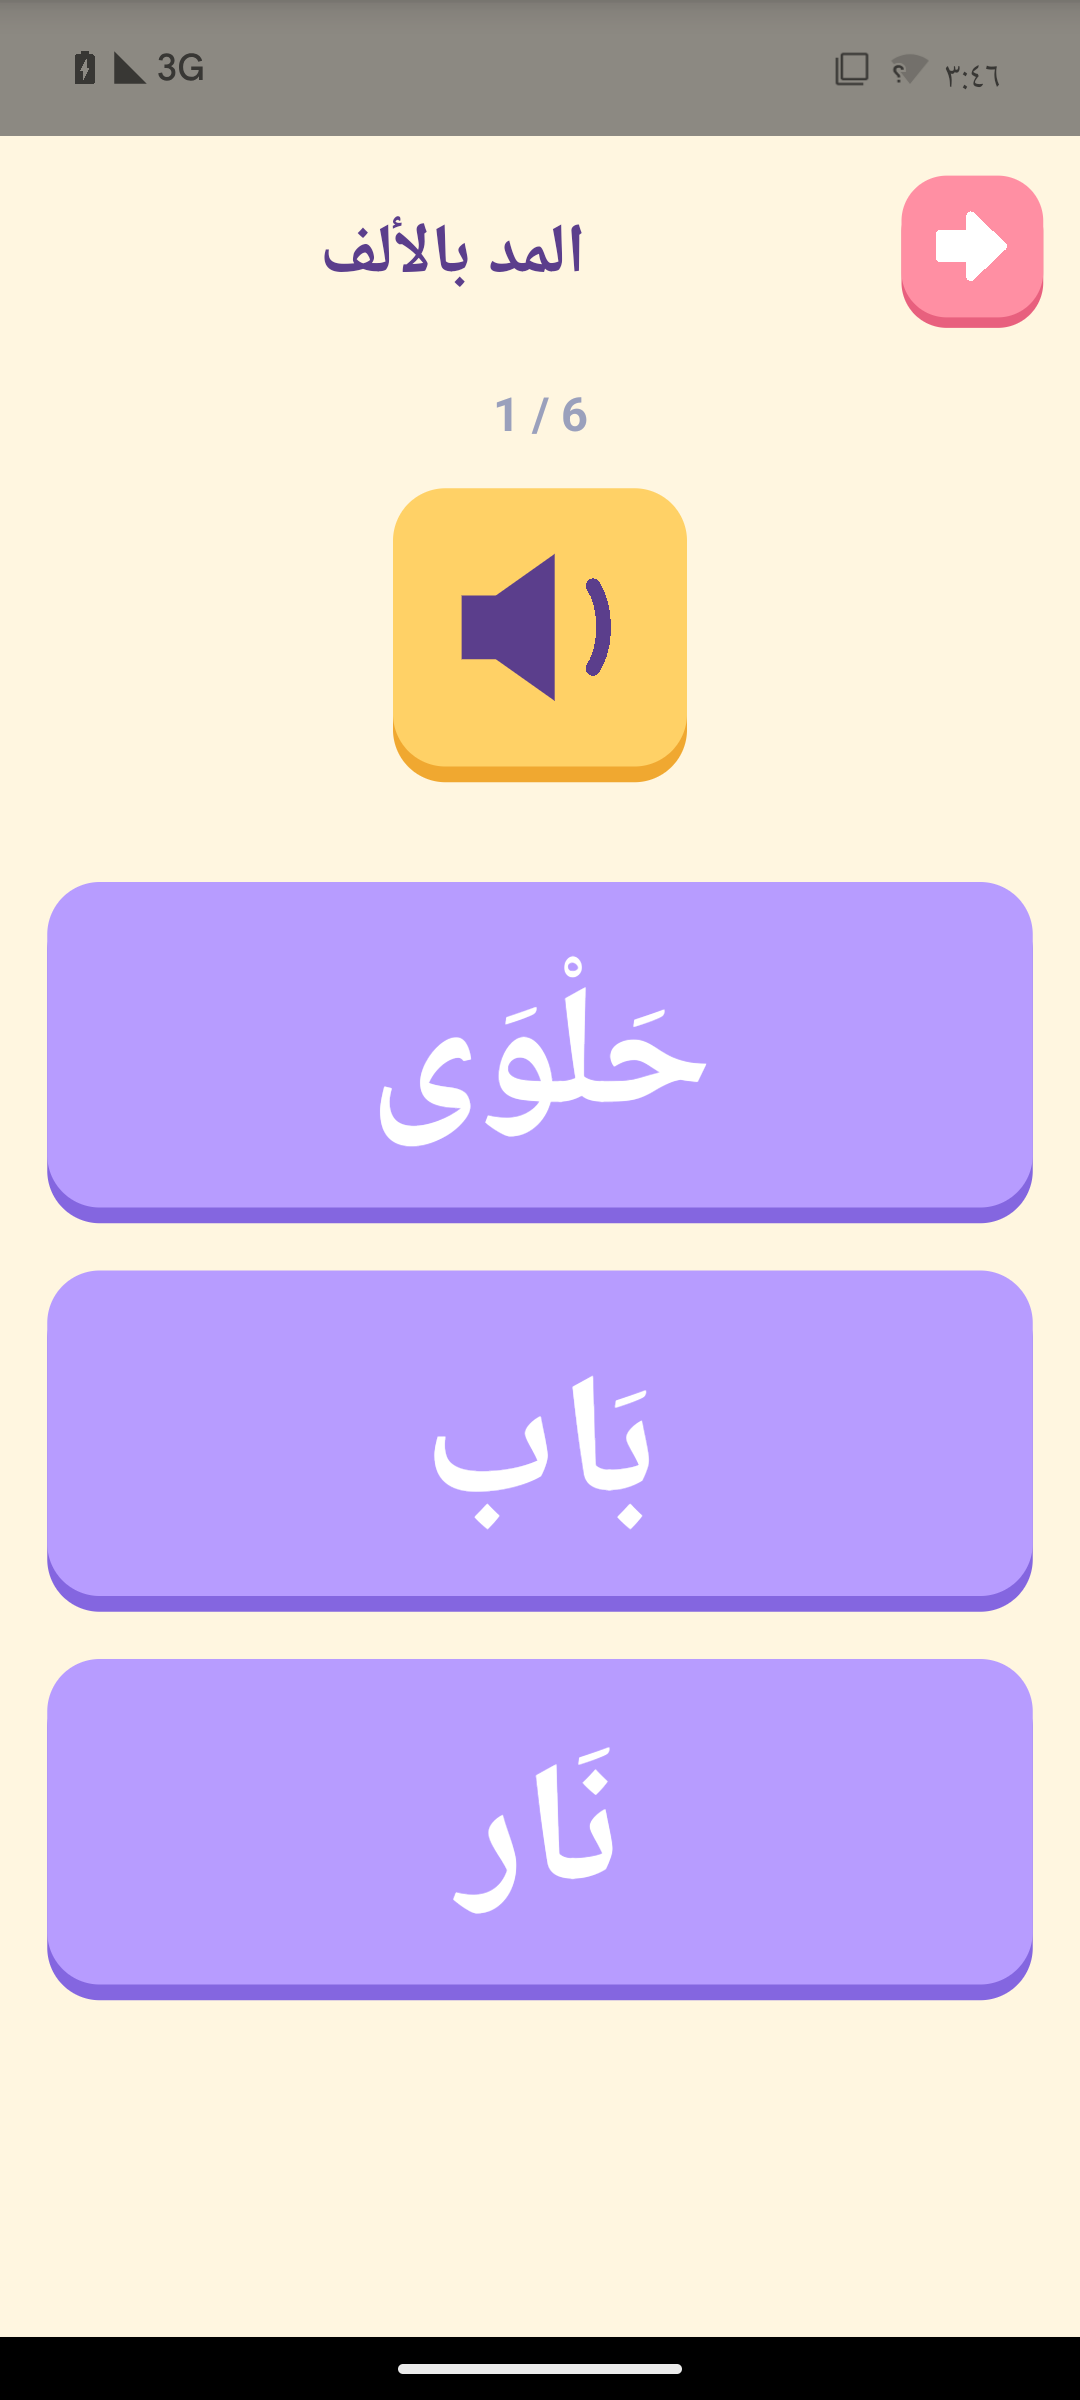 3G ٣:٤٦
المد بالألف
1 / 6
حَلْوَى
بَاب
نَار